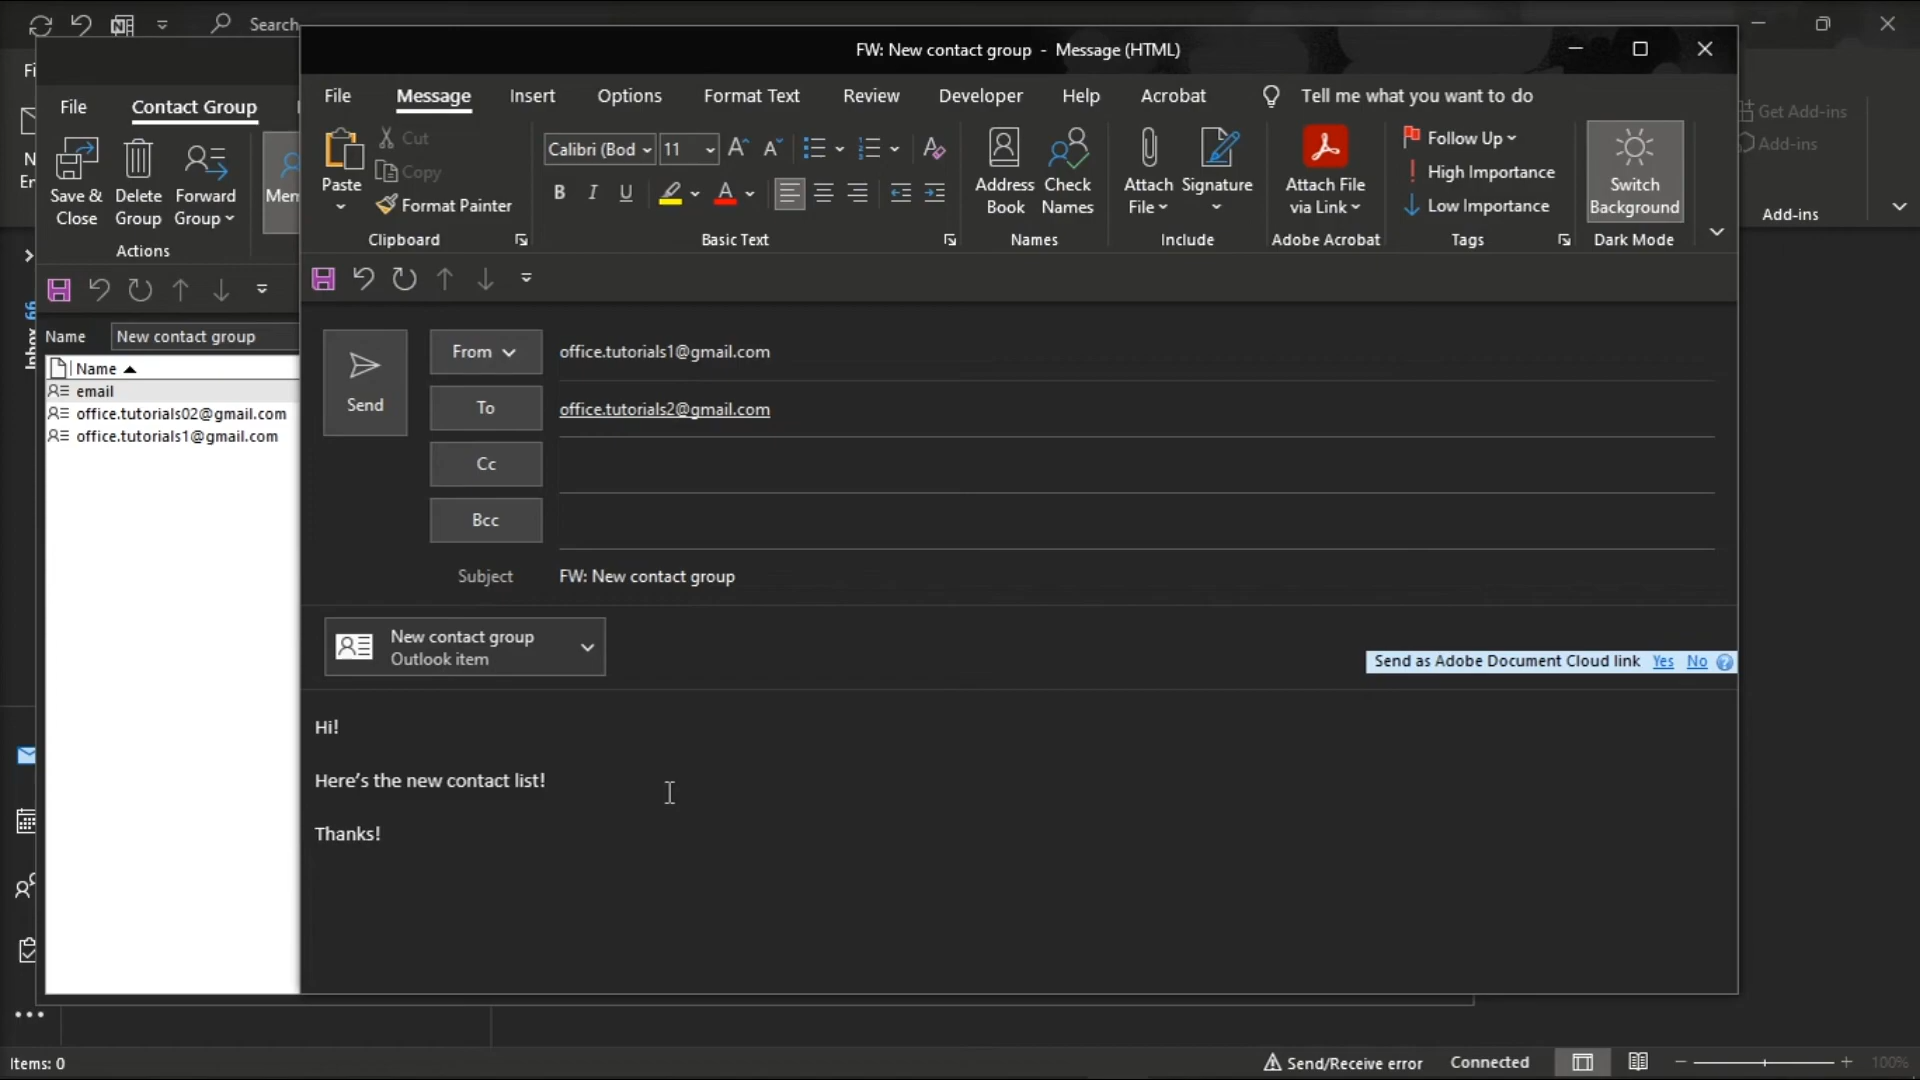 Search
FW: New contact group - Message (HTML)
Fi
File
Contact Group
File
Message
Insert
Options
Format Text
Review
Developer
Help
Acrobat
Tell me what you want to do
Get Add-ins
Add-ins
Save & Close
Delete Group
Forward Group
Mem
Paste
Cut
Copy
Format Painter
Calibri (Bod
11
Address Book
Check Names
Attach File
Signature
Attach File via Link
Follow Up
High Importance
Low Importance
Switch Background
Add-ins
Actions
Clipboard
Basic Text
Names
Include
Adobe Acrobat
Tags
Dark Mode
Name
New contact group
Name
email
office.tutorials02@gmail.com
office.tutorials1@gmail.com
Inbox 69
Send
From
office.tutorials1@gmail.com
To
office.tutorials2@gmail.com
Cc
Bcc
Subject
FW: New contact group
New contact group
Outlook item
Send as Adobe Document Cloud link Yes No
Hi!
Here's the new contact list!
Thanks!
Items: 0
Send/Receive error
Connected
100%